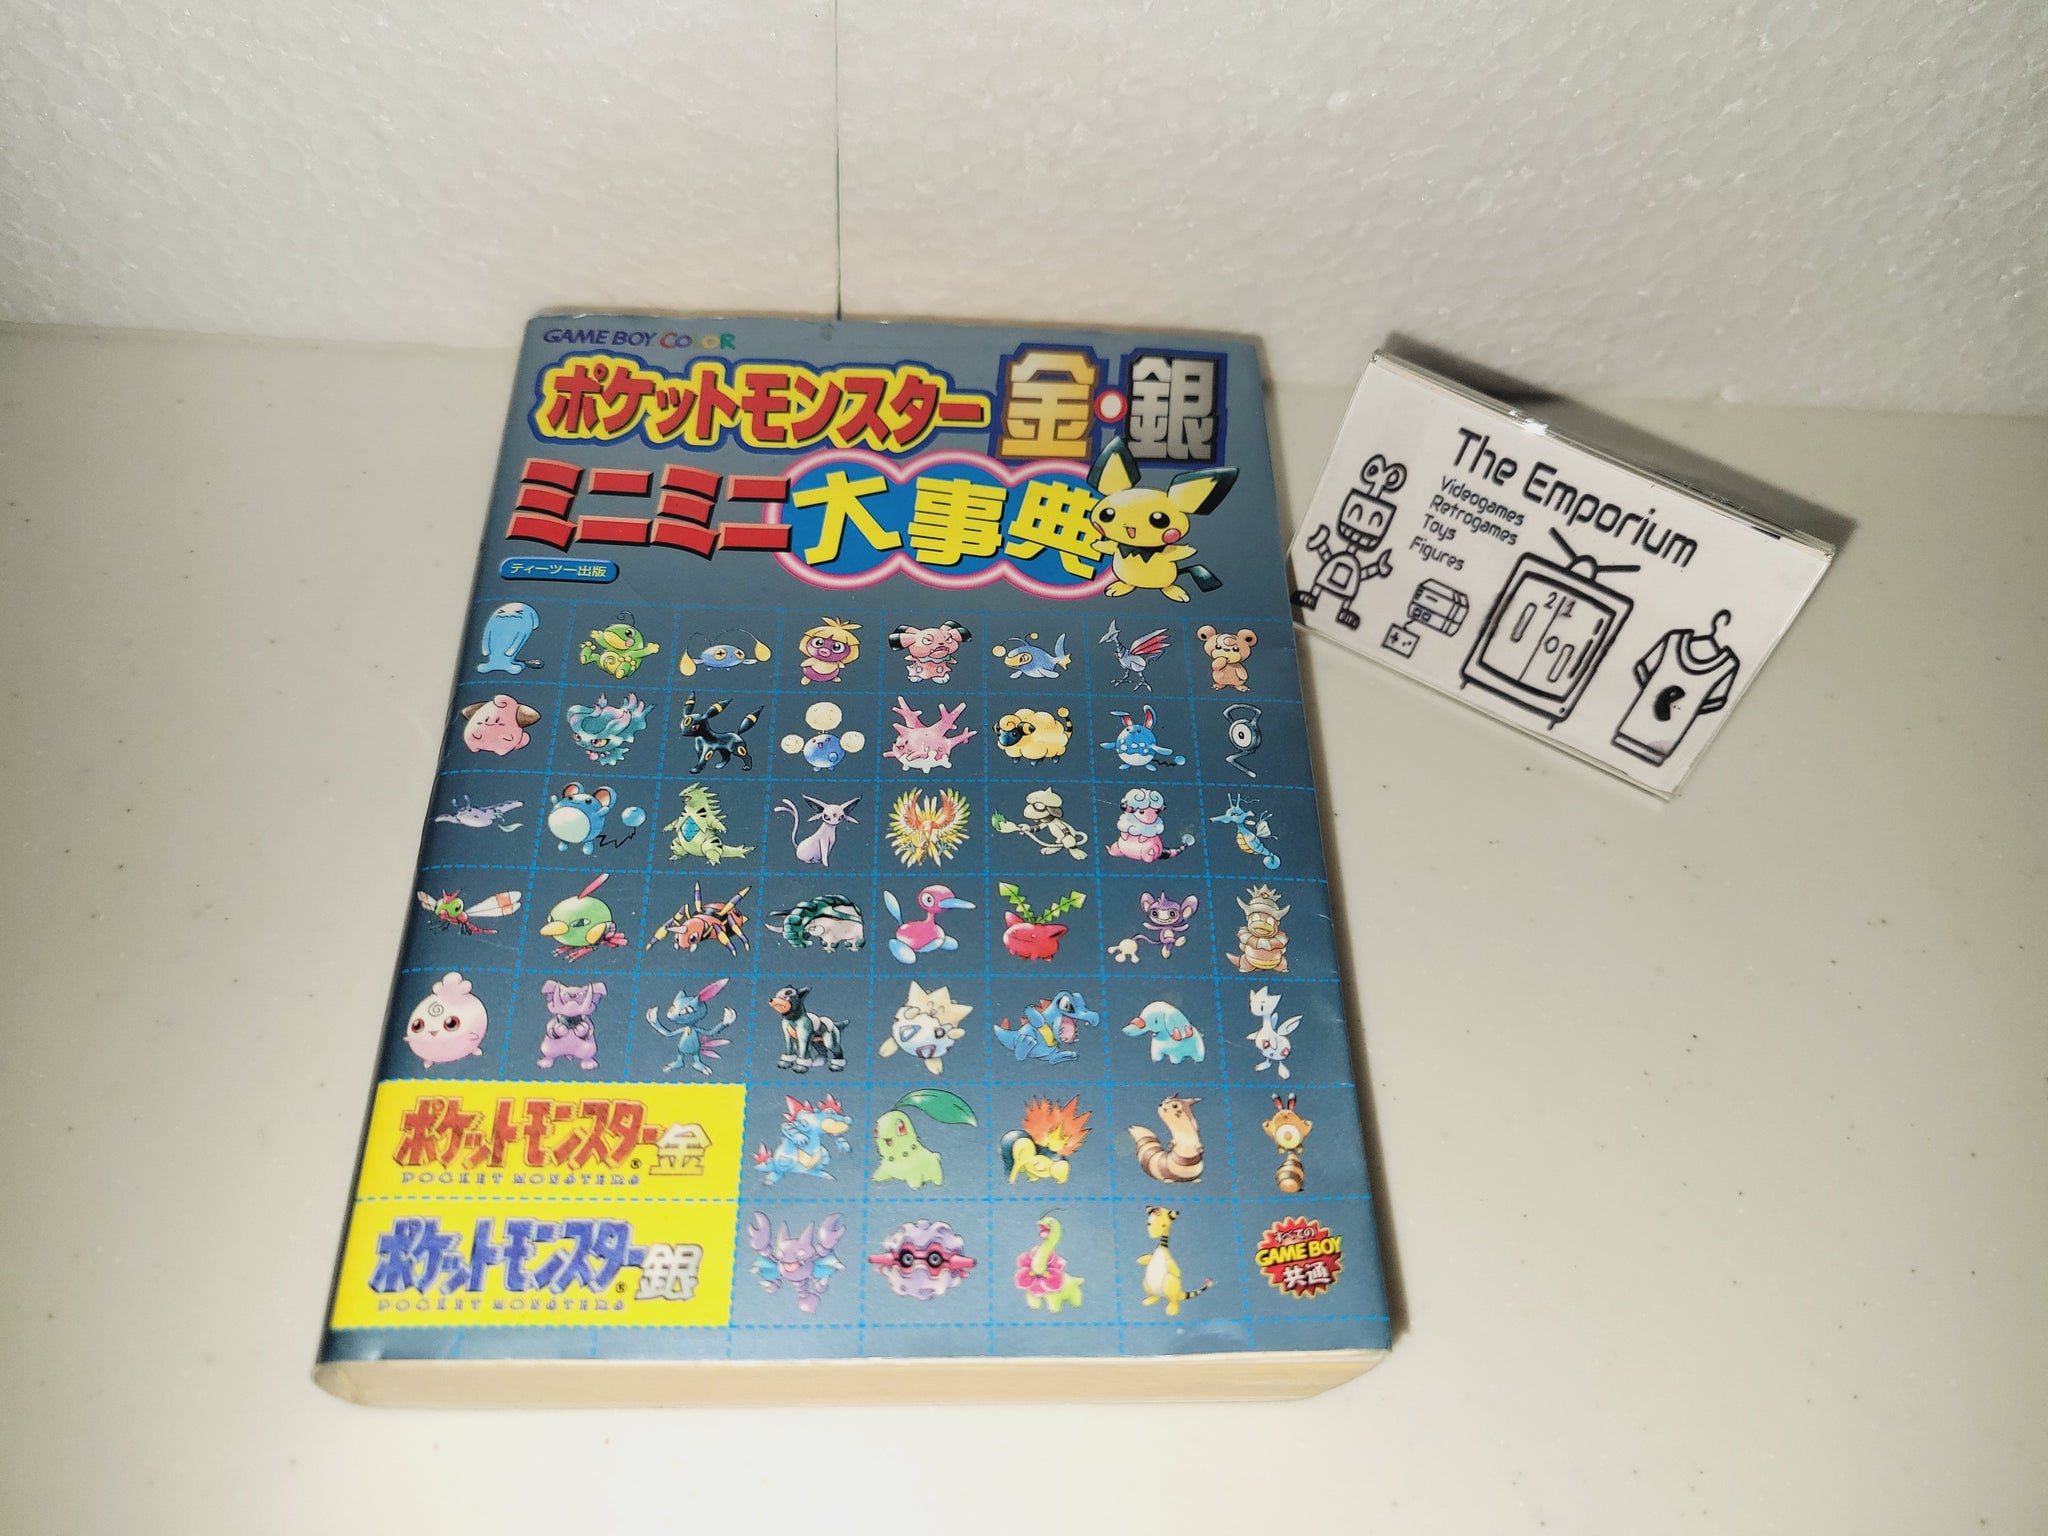 GAME BOY COLOR
ポケットモンスター 金・銀
ミニミニ大事典
ティーツー出版
ポケットモンスター金
POCKET MONSTERS
ポケットモンスター銀
POCKET MONSTERS
すべての
GAME BOY
共通
The Emporium
Videogames
Retrogames
Toys
Figures
21